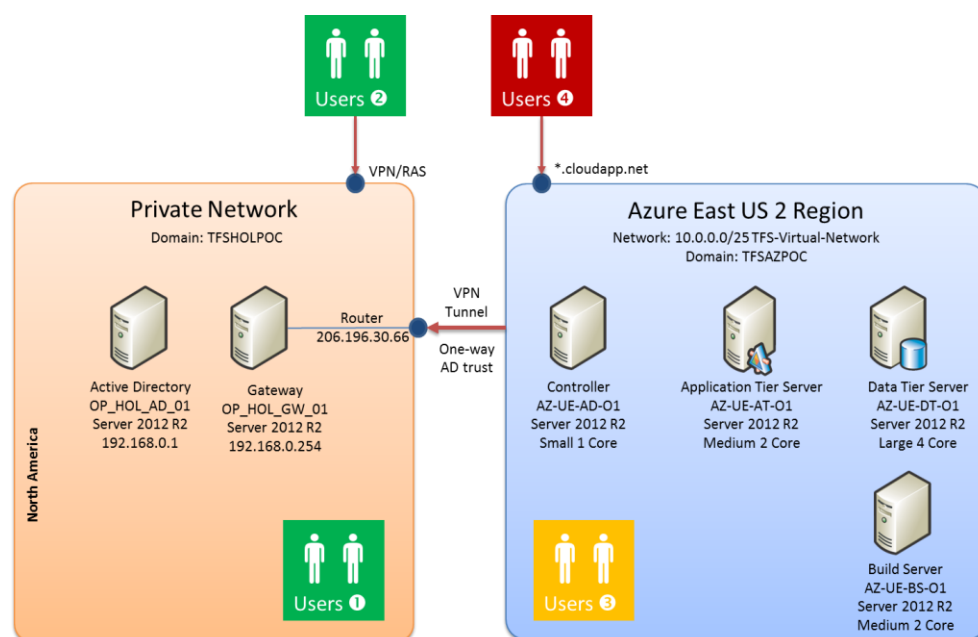 Users ❷
Users ❹
VPN/RAS
*.cloudapp.net
Private Network
Domain: TFSHOLPOC
Azure East US 2 Region
Network: 10.0.0.0/25 TFS-Virtual-Network
Domain: TFSAZPOC
Router
206.196.30.66
VPN
Tunnel
One-way
AD trust
Active Directory
OP_HOL_AD_01
Server 2012 R2
192.168.0.1
Gateway
OP_HOL_GW_01
Server 2012 R2
192.168.0.254
Controller
AZ-UE-AD-O1
Server 2012 R2
Small 1 Core
Application Tier Server
AZ-UE-AT-O1
Server 2012 R2
Medium 2 Core
Data Tier Server
AZ-UE-DT-O1
Server 2012 R2
Large 4 Core
North America
Users ❶
Users ❸
Build Server
AZ-UE-BS-O1
Server 2012 R2
Medium 2 Core